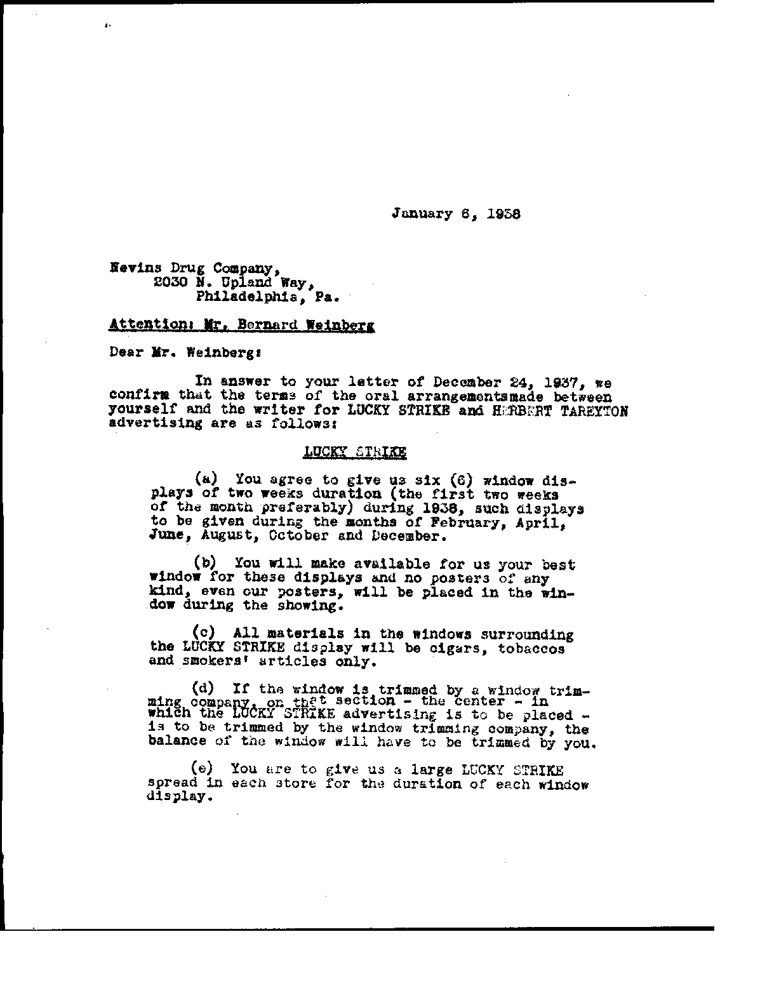 January 6, 1938
Nevins Drug Company,
2030 N. Upland Way,
Philadelphia, Pa.
Attention: Mr. Bernard Weinberg
Dear Mr. Weinberg:
In answer to your letter of December 24, 1937, we
confirm that the terms of the oral arrangementsmade between
yourself and the writer for LUCKY STRIKE and HERBERT TAREYTON
advertising are as follows:
LUCKY STRIKE
(a) You agree to give us six (6) window dis-
plays of two weeks duration (the first two weeks
of the month preferably) during 1938, such displays
to be given during the months of February, April,
June, August, October and December.
(b) You will make available for us your best
window for these displays and no posters of any
kind, even our posters, will be placed in the win-
dow during the showing.
(c) All materials in the windows surrounding
the LUCKY STRIKE display will be cigars, tobaccos
and smokers' articles only.
(d) If the window is trimmed by a window trim-
ming company, on that section - the center - in
which the LUCKY STRIKE advertising is to be placed -
is to be trimmed by the window trimming company, the
balance of the window will have to be trimmed by you.
(e) You are to give us a large LUCKY STRIKE
spread in each store for the duration of each window
display.